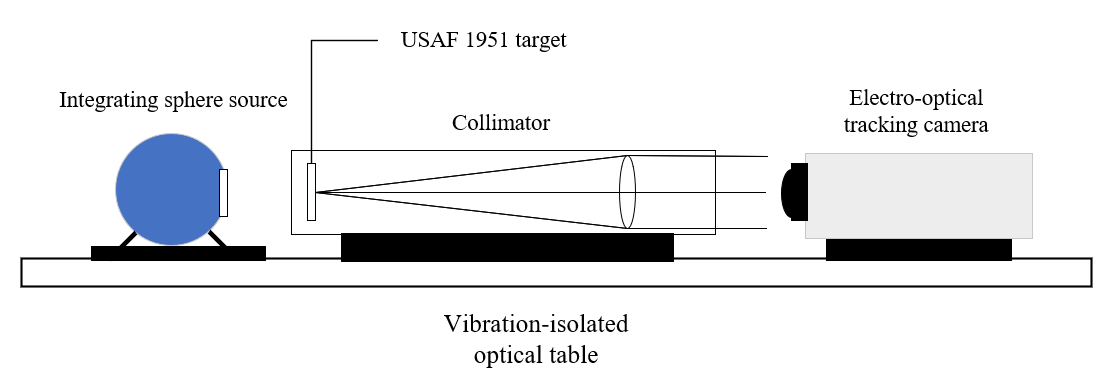 USAF 1951 target
Integrating sphere source
Collimator
Electro-optical
tracking camera
Vibration-isolated
optical table